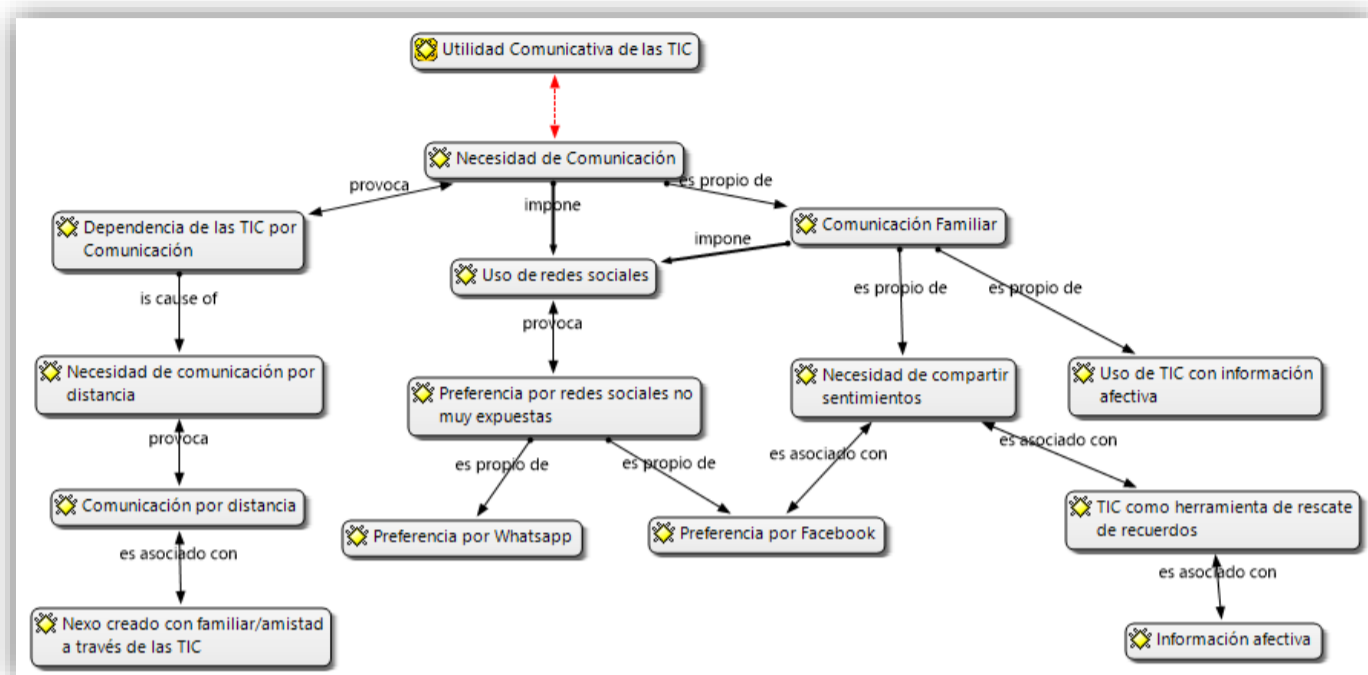 Utilidad Comunicativa de las TIC
Necesidad de Comunicación
provoca
es propio de
impone
Dependencia de las TIC por
Comunicación
Comunicación Familiar
impone
Uso de redes sociales
is cause of
es propio de
es propio de
provoca
Necesidad de comunicación por
distancia
Preferencia por redes sociales no
muy expuestas
Necesidad de compartir
sentimientos
Uso de TIC con información
afectiva
provoca
es propio de
es propio de
es asociado con
es asociado con
Comunicación por distancia
Preferencia por Whatsapp
Preferencia por Facebook
TIC como herramienta de rescate
de recuerdos
es asociado con
es asociado con
Nexo creado con familiar/amistad
a través de las TIC
Información afectiva